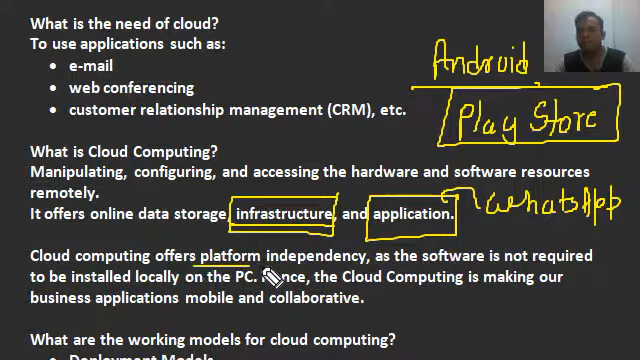 What is the need of cloud?
To use applications such as:
• e-mail
• web conferencing
• customer relationship management (CRM), etc.
Android
Play Store
What is Cloud Computing?
Manipulating, configuring, and accessing the hardware and software resources
remotely.
It offers online data storage, infrastructure, and application.
WhatsApp
Cloud computing offers platform independency, as the software is not required
to be installed locally on the PC. Hence, the Cloud Computing is making our
business applications mobile and collaborative.
What are the working models for cloud computing?
• Deployment Models